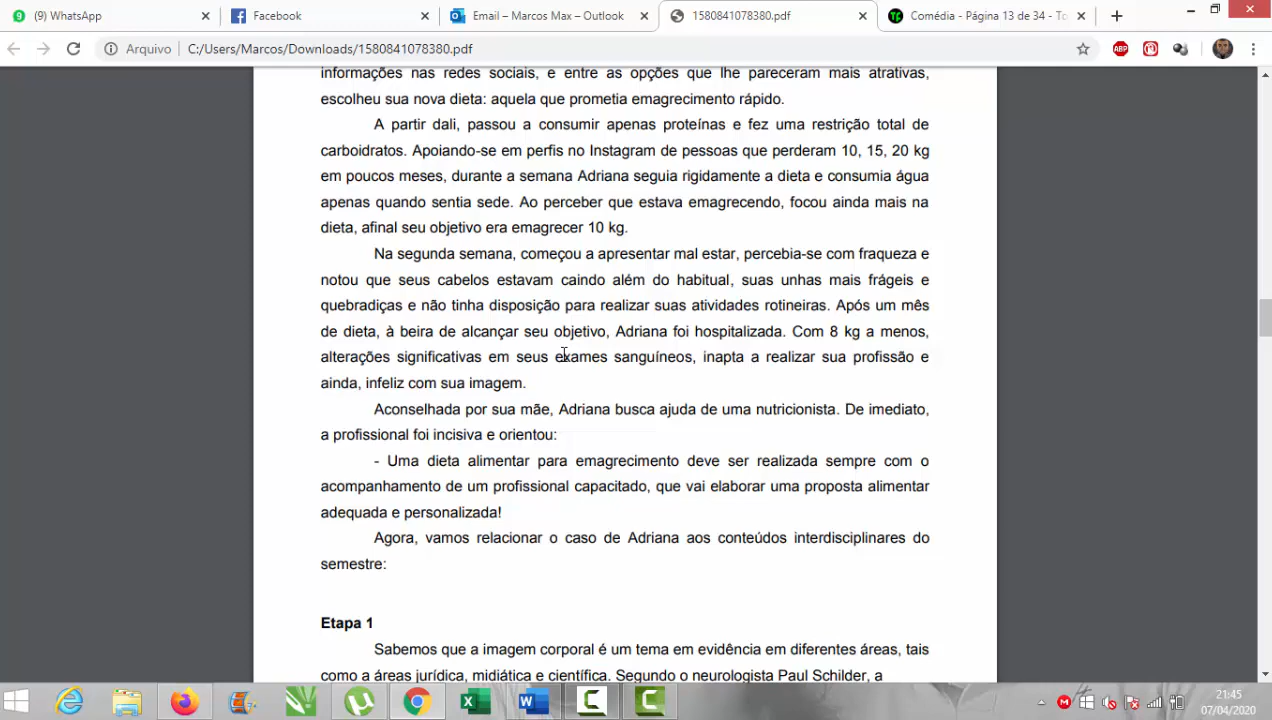 (9) WhatsApp
Facebook
Email – Marcos Max – Outlook
1580841078380.pdf
Comédia - Página 13 de 34 - To
Arquivo
C:/Users/Marcos/Downloads/1580841078380.pdf
ABP
informações nas redes sociais, e entre as opções que lhe pareceram mais atrativas,
escolheu sua nova dieta: aquela que prometia emagrecimento rápido.
A partir dali, passou a consumir apenas proteínas e fez uma restrição total de
carboidratos. Apoiando-se em perfis no Instagram de pessoas que perderam 10, 15, 20 kg
em poucos meses, durante a semana Adriana seguia rigidamente a dieta e consumia água
apenas quando sentia sede. Ao perceber que estava emagrecendo, focou ainda mais na
dieta, afinal seu objetivo era emagrecer 10 kg.
Na segunda semana, começou a apresentar mal estar, percebia-se com fraqueza e
notou que seus cabelos estavam caindo além do habitual, suas unhas mais frágeis e
quebradiças e não tinha disposição para realizar suas atividades rotineiras. Após um mês
de dieta, à beira de alcançar seu objetivo, Adriana foi hospitalizada. Com 8 kg a menos,
alterações significativas em seus exames sanguíneos, inapta a realizar sua profissão e
ainda, infeliz com sua imagem.
Aconselhada por sua mãe, Adriana busca ajuda de uma nutricionista. De imediato,
a profissional foi incisiva e orientou:
- Uma dieta alimentar para emagrecimento deve ser realizada sempre com o
acompanhamento de um profissional capacitado, que vai elaborar uma proposta alimentar
adequada e personalizada!
Agora, vamos relacionar o caso de Adriana aos conteúdos interdisciplinares do
semestre:
Etapa 1
Sabemos que a imagem corporal é um tema em evidência em diferentes áreas, tais
como a áreas jurídica, midiática e científica. Segundo o neurologista Paul Schilder, a
21:45
07/04/2020